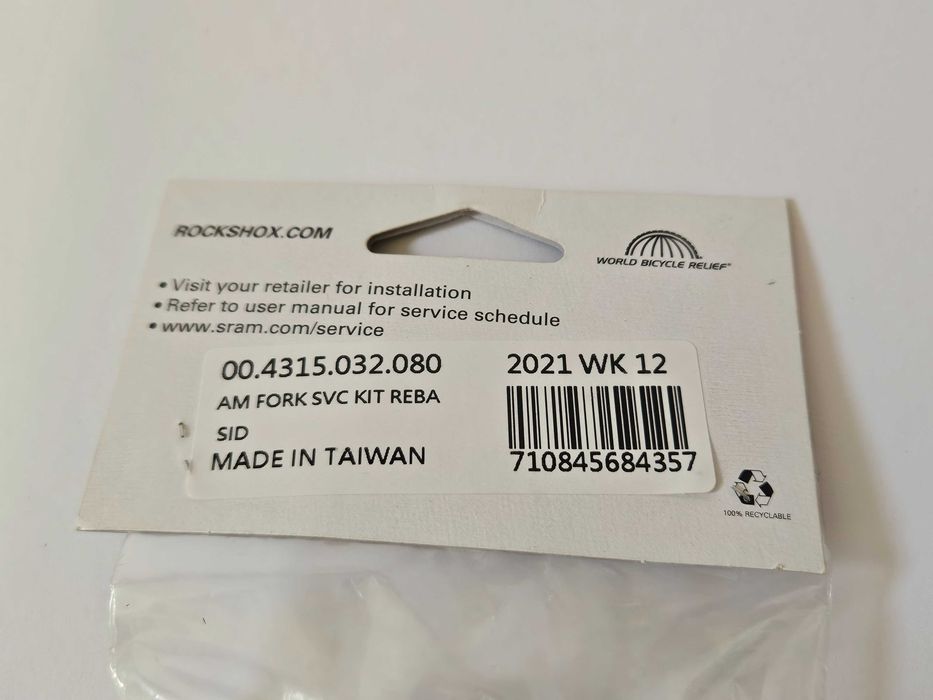 ROCKSHOX.COM
WORLD BICYCLE RELIEF®
• Visit your retailer for installation
• Refer to user manual for service schedule
• www.sram.com/service
00.4315.032.080
2021 WK 12
AM FORK SVC KIT REBA
SID
MADE IN TAIWAN
710845684357
100% RECYCLABLE